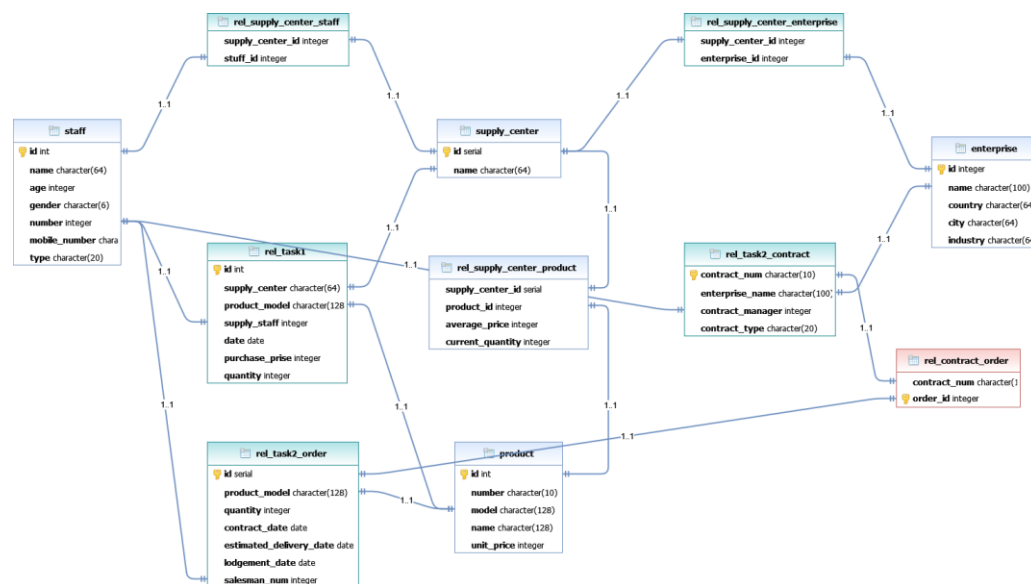 rel_supply_center_staff
supply_center_id integer
stuff_id integer
rel_supply_center_enterprise
supply_center_id integer
enterprise_id integer
1..1
1..1
1..1
1..1
staff
id int
name character(64)
age integer
gender character(6)
number integer
mobile_number chara
type character(20)
supply_center
id serial
name character(64)
enterprise
id integer
name character(100)
country character(64
city character(64)
industry character(64
1..1
1..1
1..1
rel_task1
id int
supply_center character(64)
product_model character(128
supply_staff integer
date date
purchase_prise integer
quantity integer
1..1
1..1
rel_supply_center_product
supply_center_id serial
product_id integer
average_price integer
current_quantity integer
rel_task2_contract
contract_num character(10)
enterprise_name character(100)
contract_manager integer
contract_type character(20)
1..1
rel_contract_order
contract_num character(1
order_id integer
1..1
1..1
1..1
1..1
rel_task2_order
id serial
product_model character(128)
quantity integer
contract_date date
estimated_delivery_date date
lodgement_date date
salesman_num integer
1..1
product
id int
number character(10)
model character(128)
name character(128)
unit_price integer